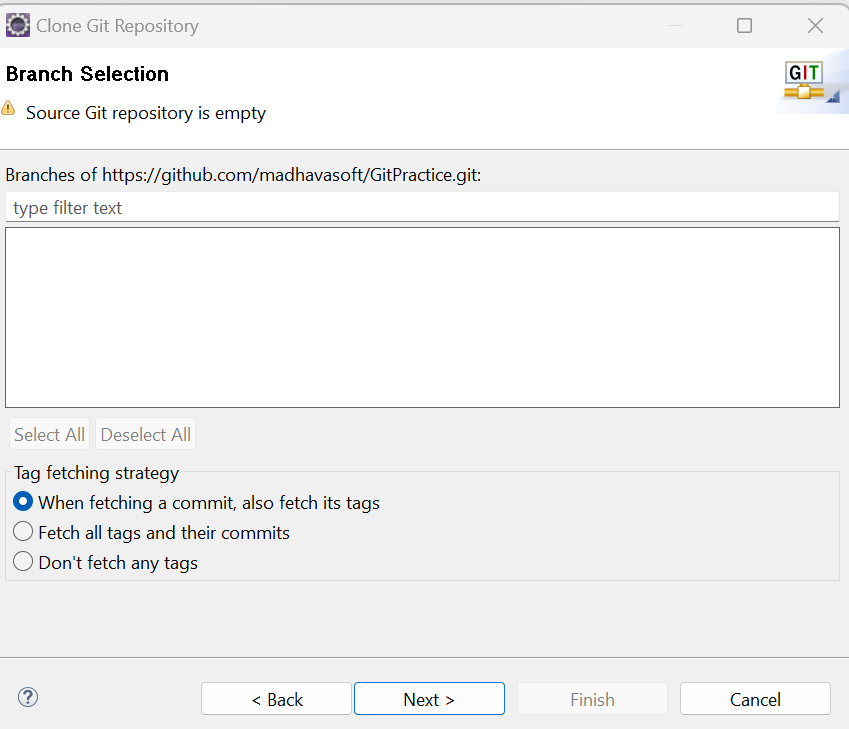 Clone Git Repository
Branch Selection
GIT
Source Git repository is empty
Branches of https://github.com/madhavasoft/GitPractice.git:
type filter text
Select All Deselect All
Tag fetching strategy
When fetching a commit, also fetch its tags
Fetch all tags and their commits
Don't fetch any tags
? < Back Next > Finish Cancel